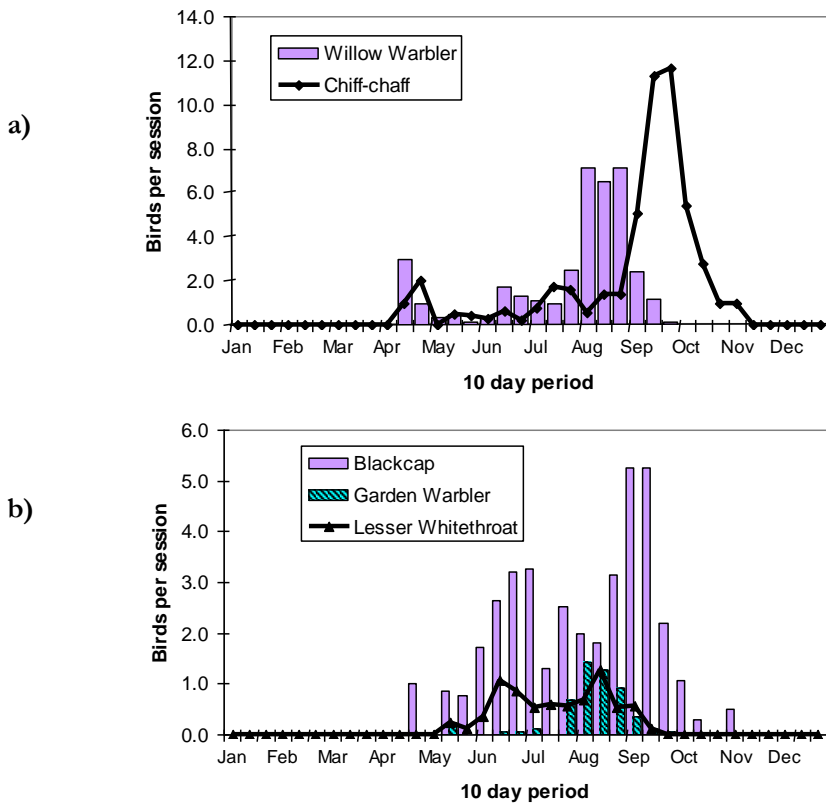 a)
Birds per session
14.0
12.0
10.0
8.0
6.0
4.0
2.0
0.0
Willow Warbler
Chiff-chaff
Jan Feb Mar Apr May Jun Jul Aug Sep Oct Nov Dec
10 day period
b)
Birds per session
6.0
5.0
4.0
3.0
2.0
1.0
0.0
Blackcap
Garden Warbler
Lesser Whitethroat
Jan Feb Mar Apr May Jun Jul Aug Sep Oct Nov Dec
10 day period